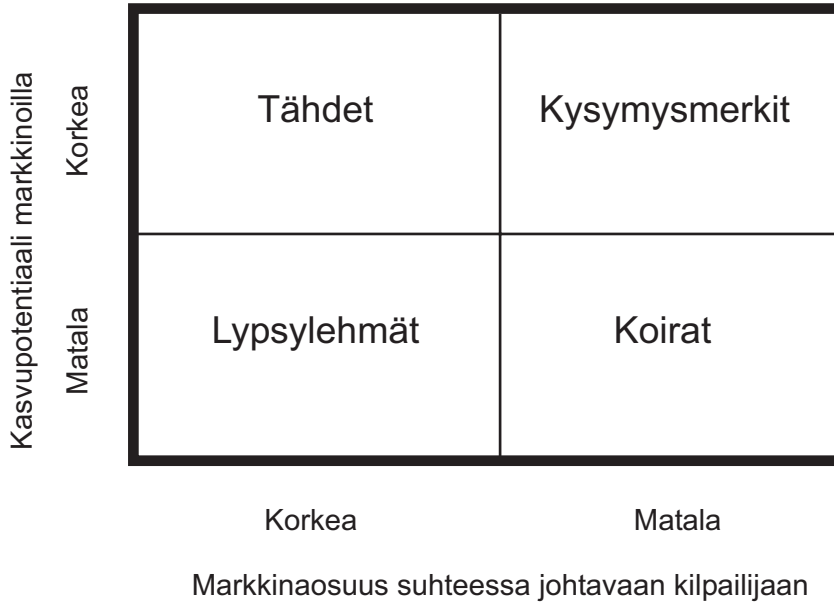 Kasvupotentiaali markkinoilla
Korkea
Tähdet
Kysymysmerkit
Matala
Lypsylehmät
Koirat
Korkea
Matala
Markkinaosuus suhteessa johtavaan kilpailijaan